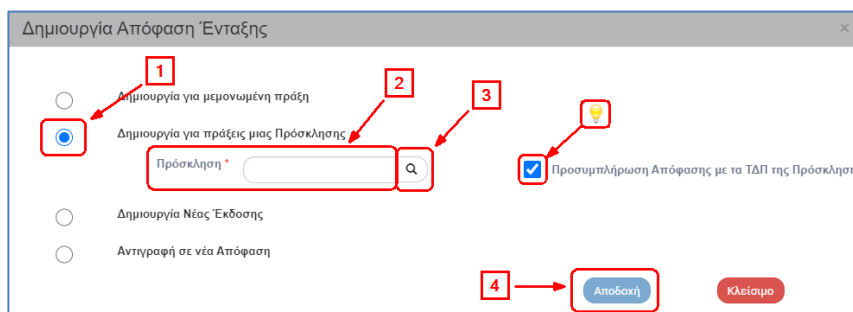 Δημιουργία Απόφαση Ένταξης ×
1
2
Δημιουργία για μεμονωμένη πράξη
3
Δημιουργία για πράξεις μιας Πρόσκλησης
Πρόσκληση *
Προσυμπλήρωση Απόφασης με τα ΤΔΠ της Πρόσκληση
Δημιουργία Νέας Έκδοσης
Αντιγραφή σε νέα Απόφαση
4
Αποδοχή
Κλείσιμο